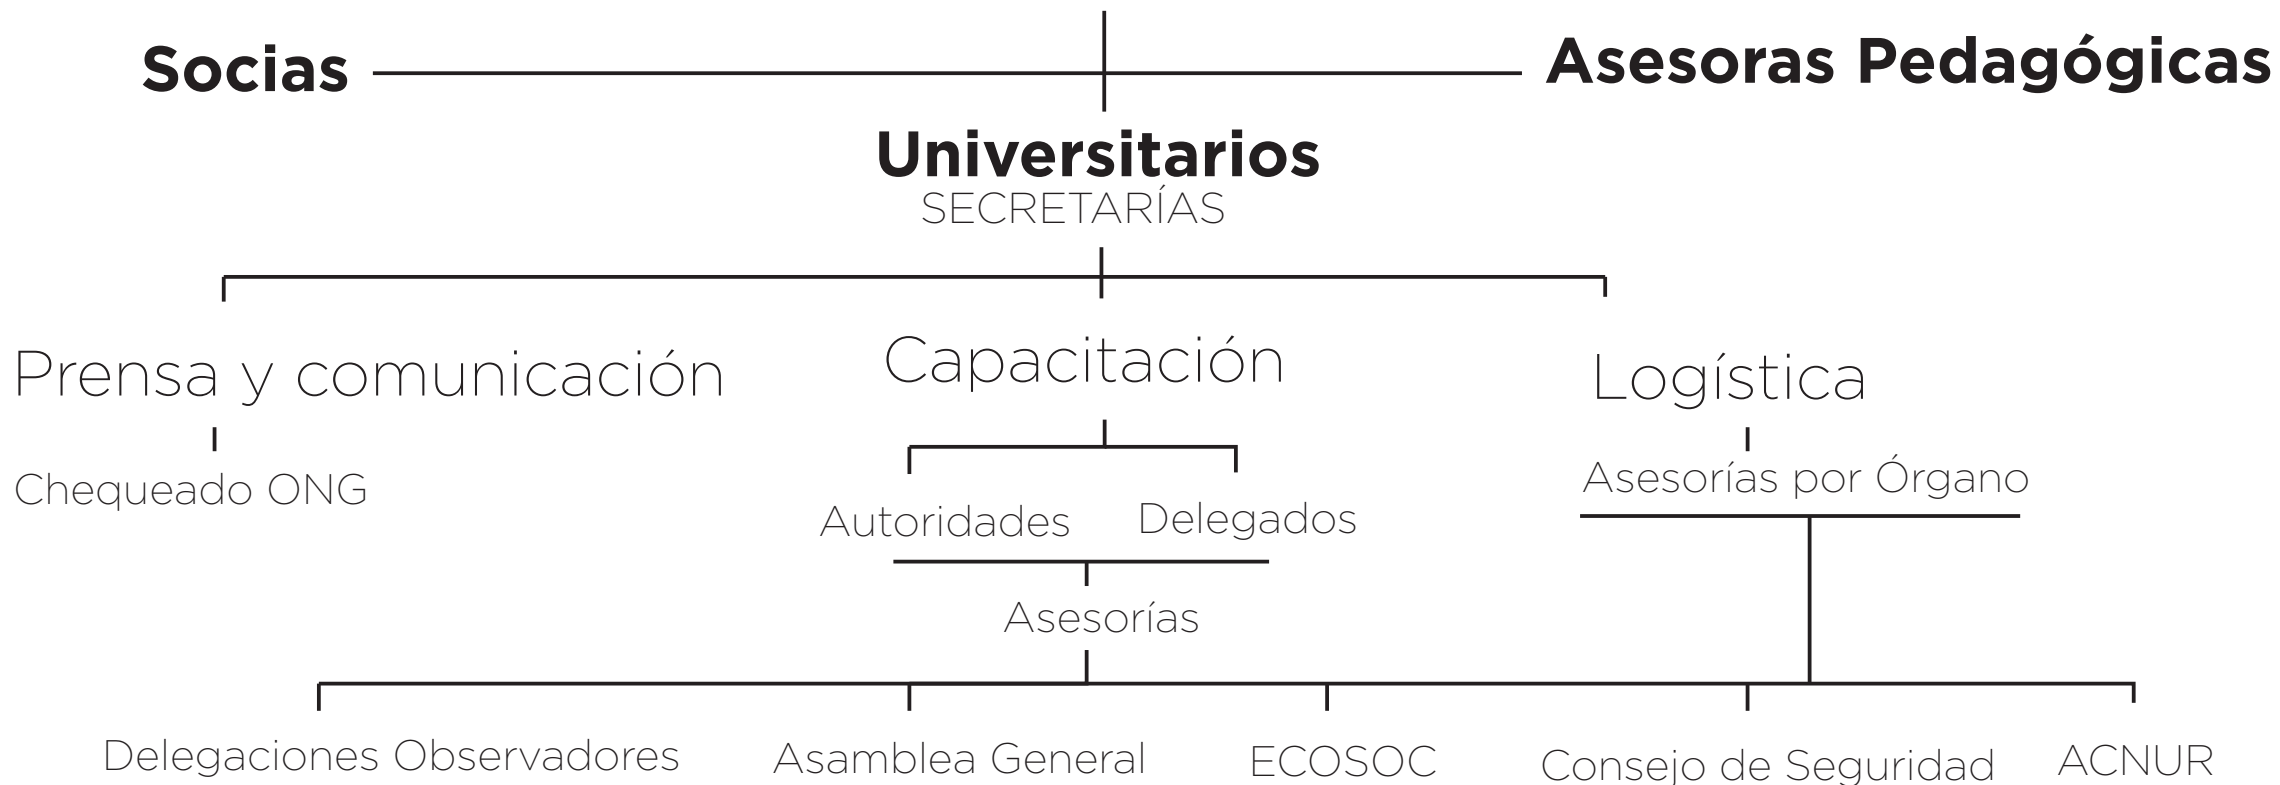 Socias
Asesoras Pedagógicas
Universitarios
SECRETARÍAS
Prensa y comunicación
Capacitación
Logística
Chequeado ONG
Autoridades
Delegados
Asesorías por Órgano
Asesorías
Delegaciones Observadores
Asamblea General
ECOSOC
Consejo de Seguridad
ACNUR